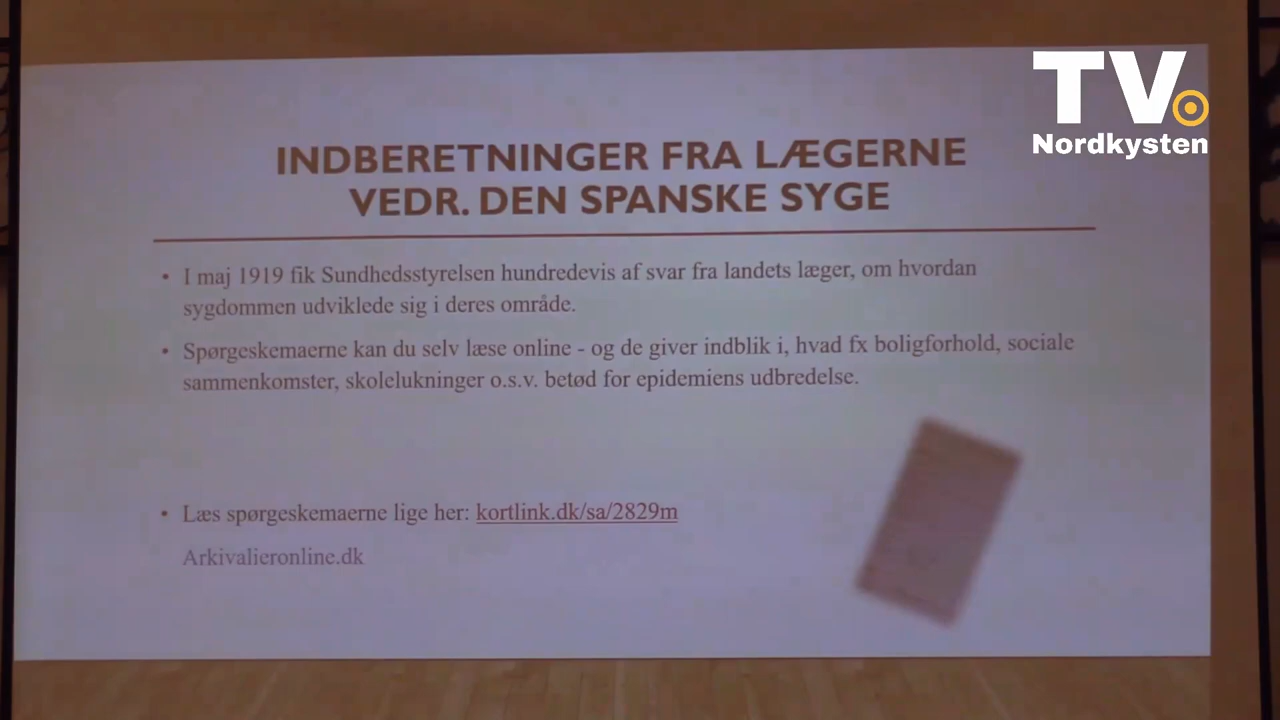 TV
Nordkysten
INDBERETNINGER FRA LÆGERNE
VEDR. DEN SPANSKE SYGE
• I maj 1919 fik Sundhedsstyrelsen hundredevis af svar fra landets læger, om hvordan
sygdommen udviklede sig i deres område.
• Spørgeskemaerne kan du selv læse online - og de giver indblik i, hvad fx boligforhold, sociale
sammenkomster, skolelukninger o.s.v. betød for epidemiens udbredelse.
• Læs spørgeskemaerne lige her: kortlink.dk/sa/2829m
Arkivalieronline.dk